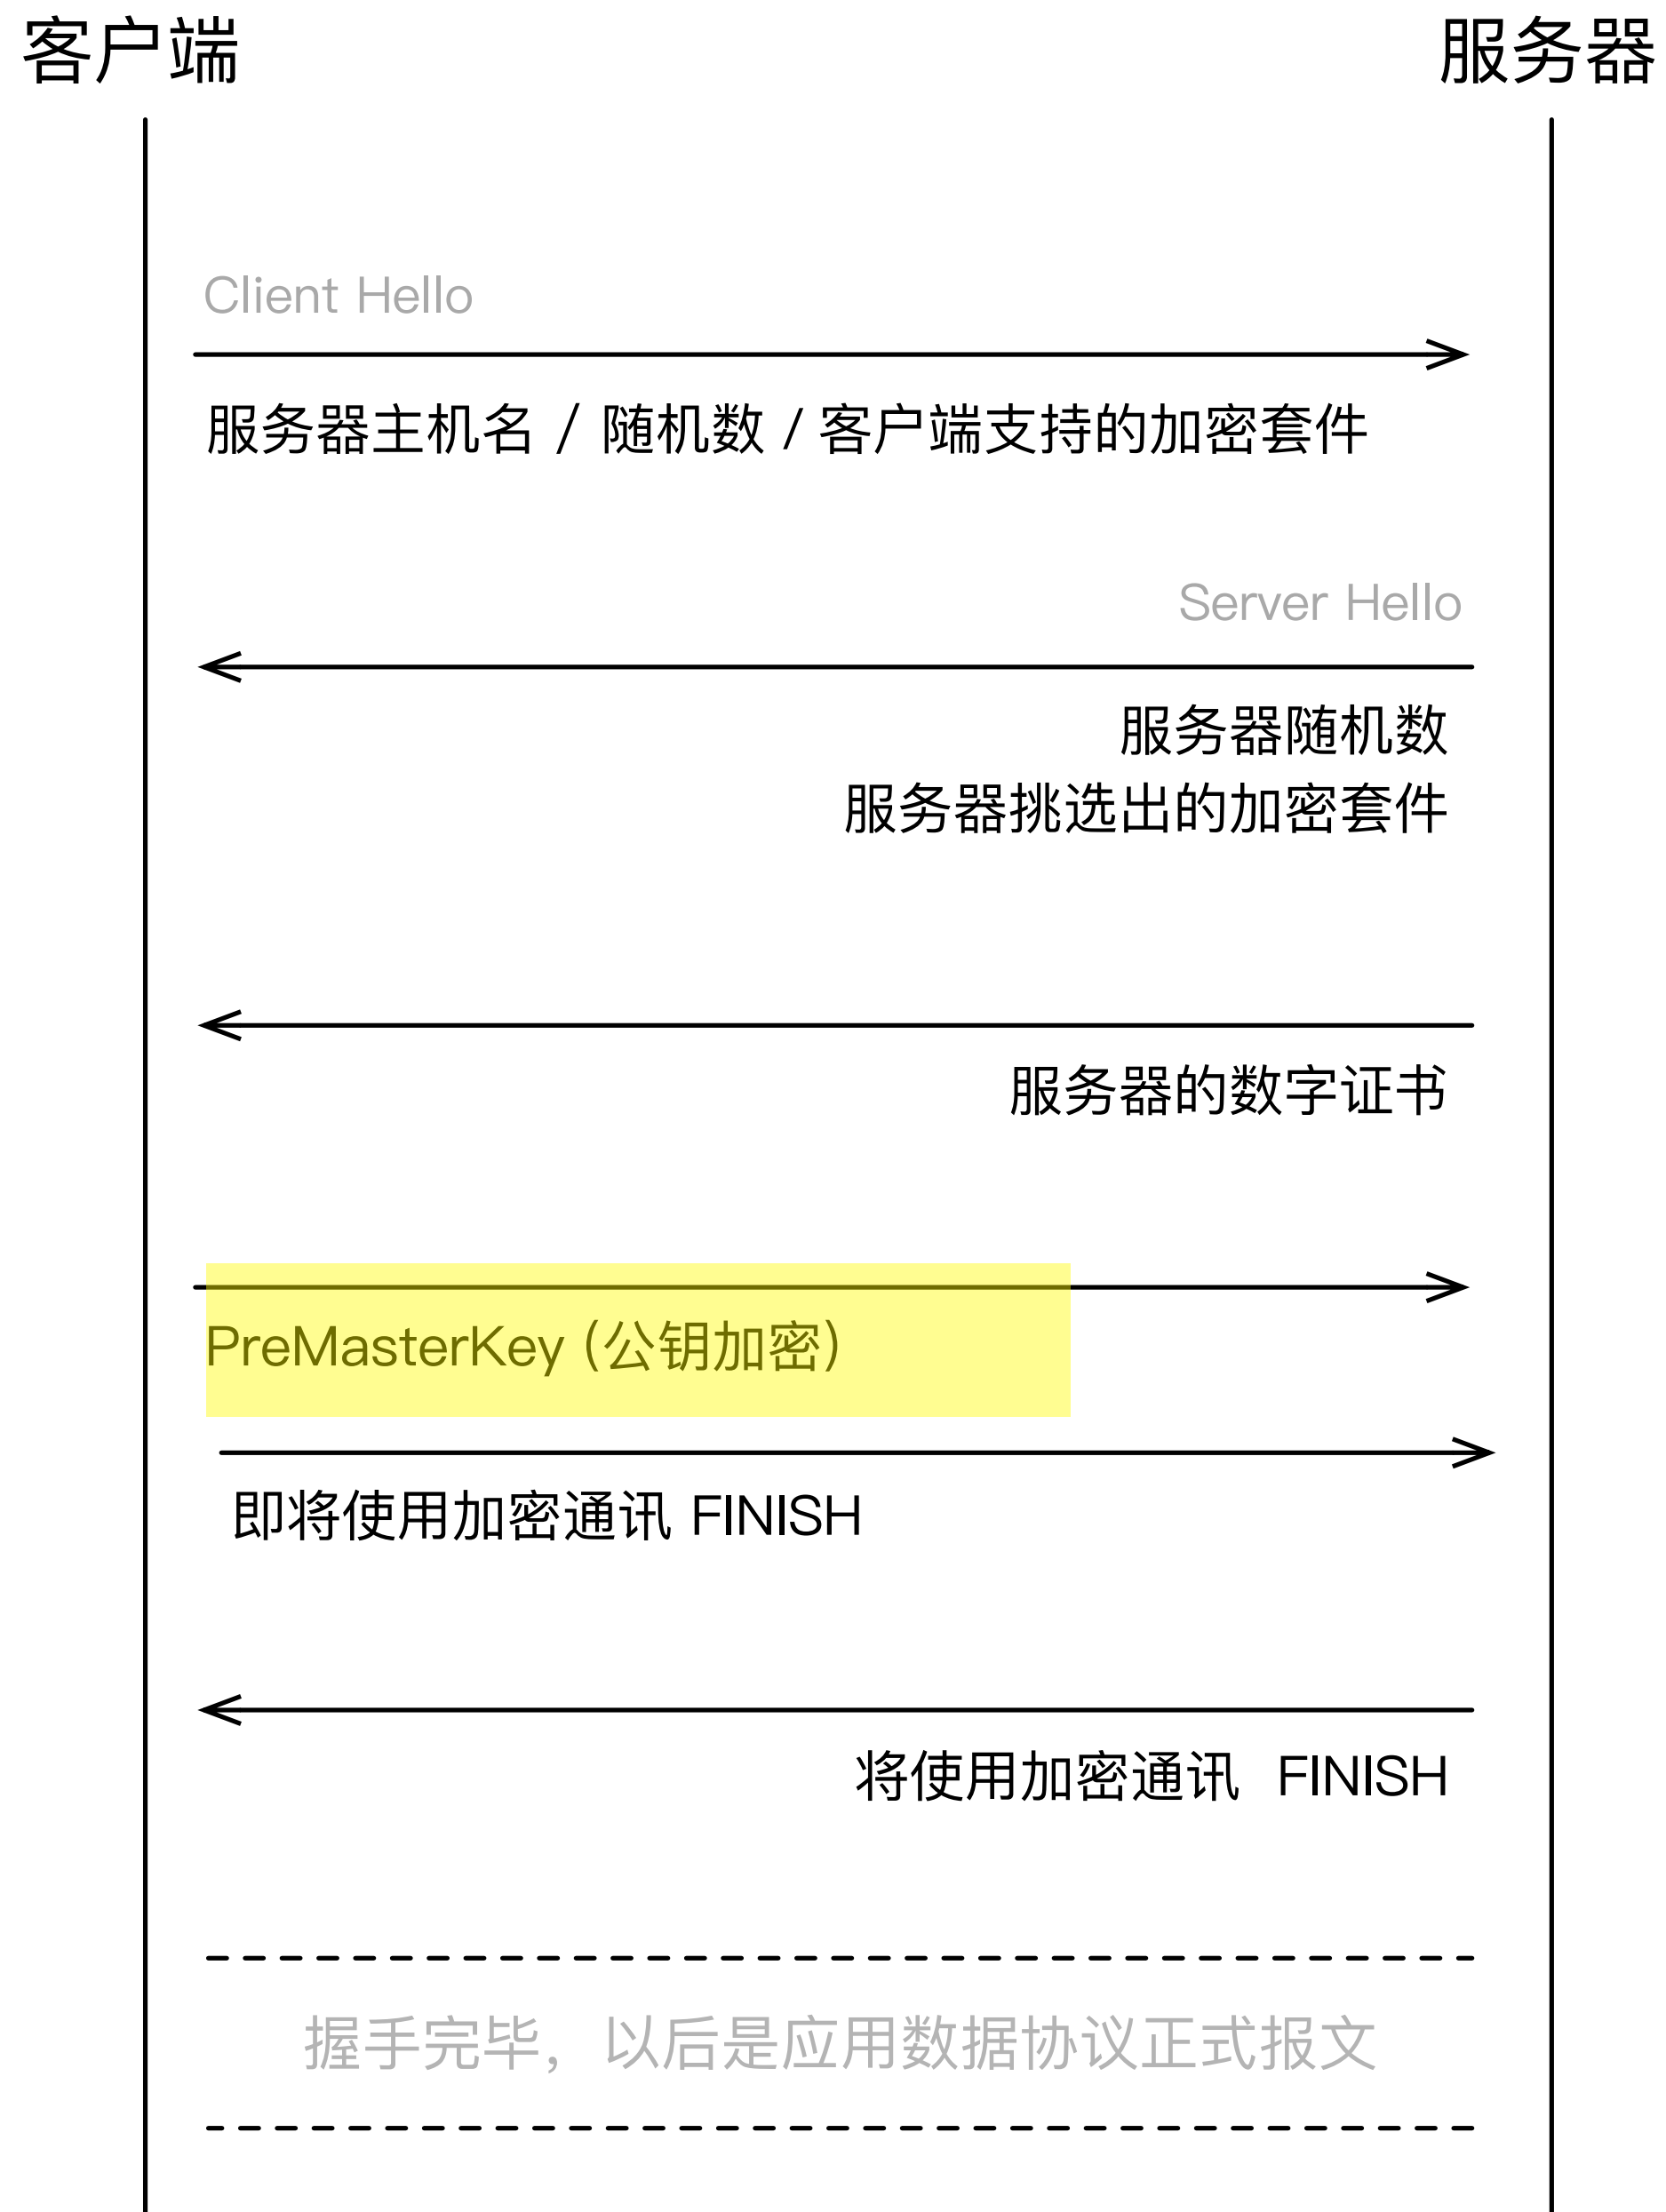 客户端
服务器
Client Hello
服务器主机名 / 随机数 / 客户端支持的加密套件
Server Hello
服务器随机数
服务器挑选出的加密套件
服务器的数字证书
PreMasterKey (公钥加密)
即将使用加密通讯 FINISH
将使用加密通讯 FINISH
握手完毕, 以后是应用数据协议正式报文